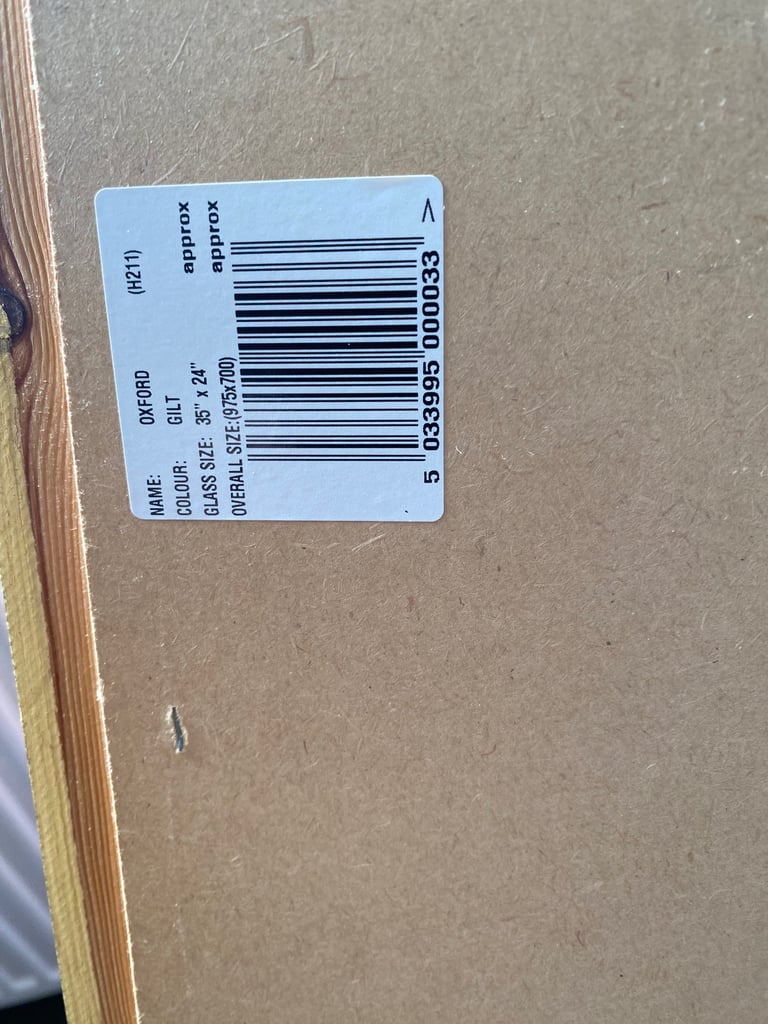 NAME: OXFORD (H211)
COLOUR: GILT
GLASS SIZE: 35" x 24" approx
OVERALL SIZE:(975x700) approx
5 033995 000033 >